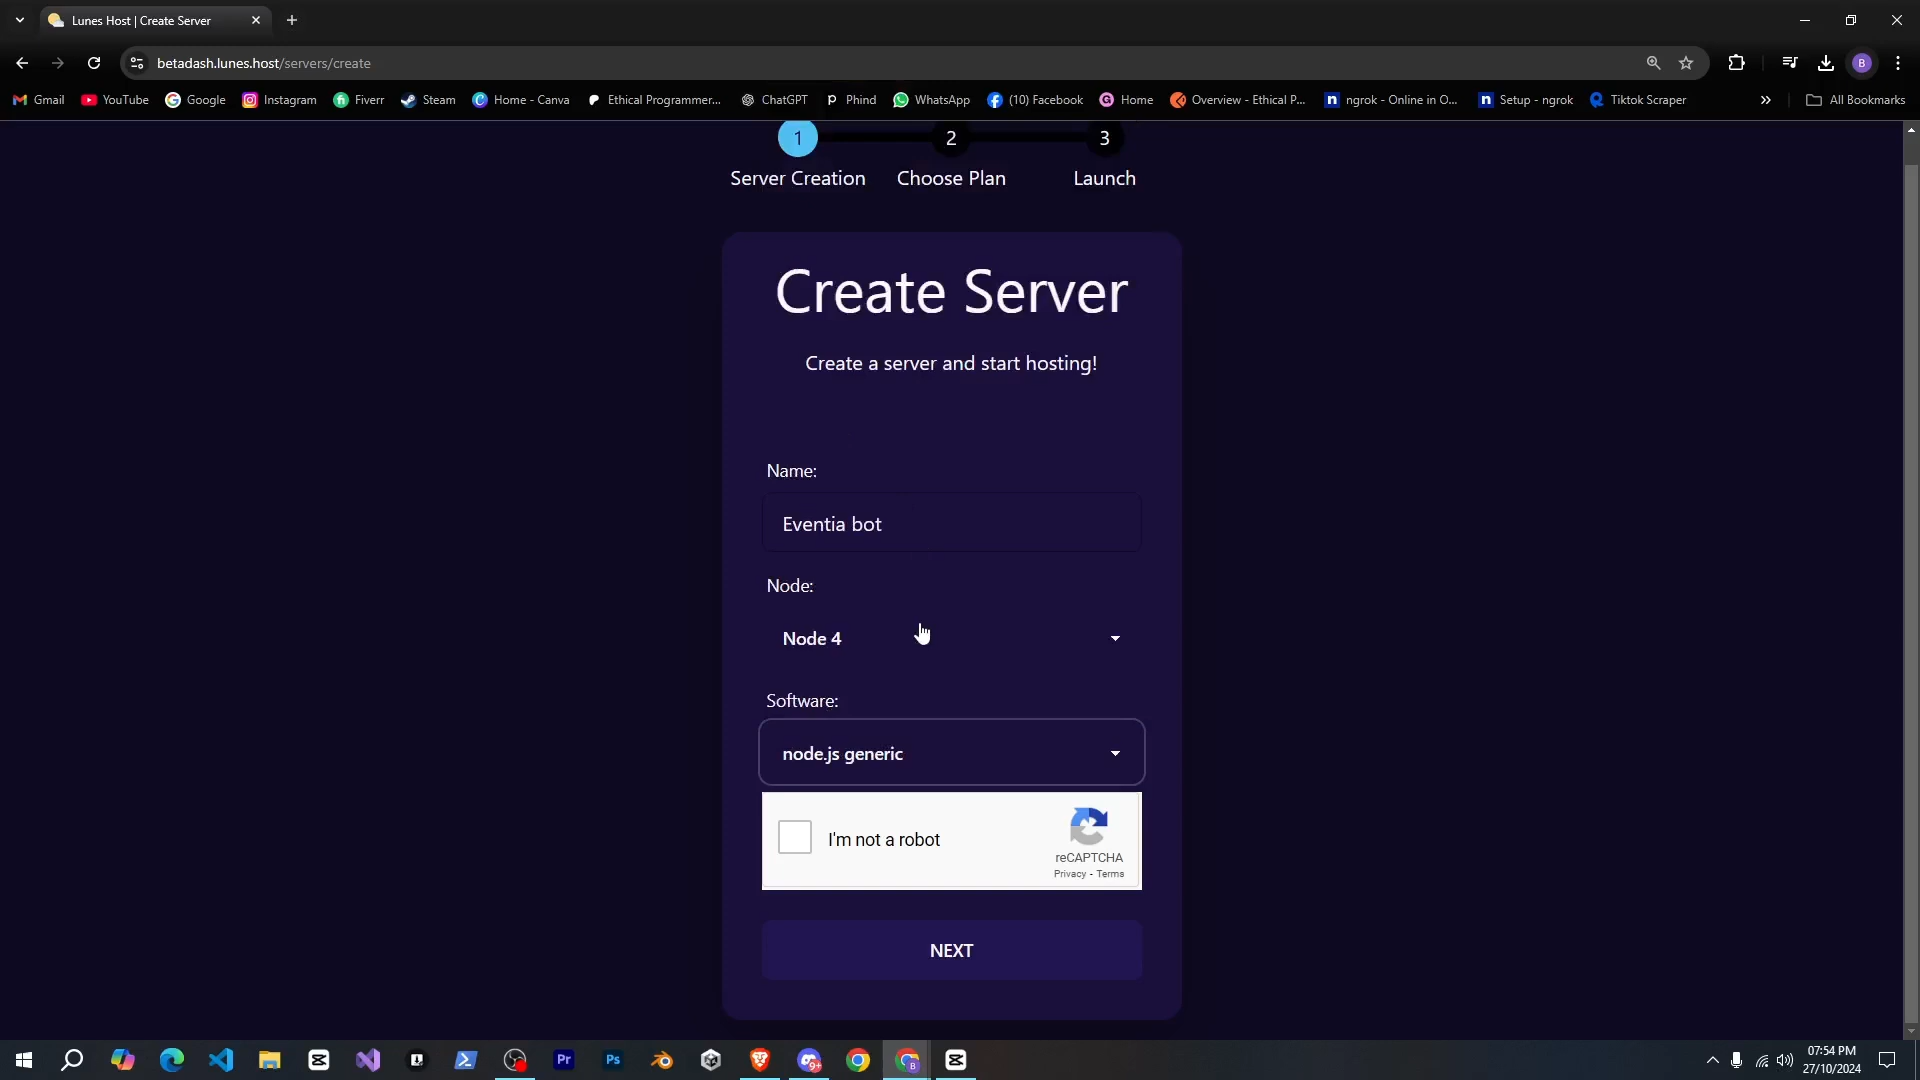 Lunes Host | Create Server
betadash.lunes.host/servers/create
B
Gmail YouTube Google Instagram Fiverr Steam Home - Canva Ethical Programmer... ChatGPT Phind WhatsApp (10) Facebook Home Overview - Ethical P... ngrok - Online in O... Setup - ngrok Tiktok Scraper » All Bookmarks
1 2 3
Server Creation Choose Plan Launch
Create Server
Create a server and start hosting!
Name:
Eventia bot
Node:
Node 4
Software:
node.js generic
I'm not a robot
reCAPTCHA
Privacy - Terms
NEXT
Pr Ps 9+ B
07:54 PM
27/10/2024